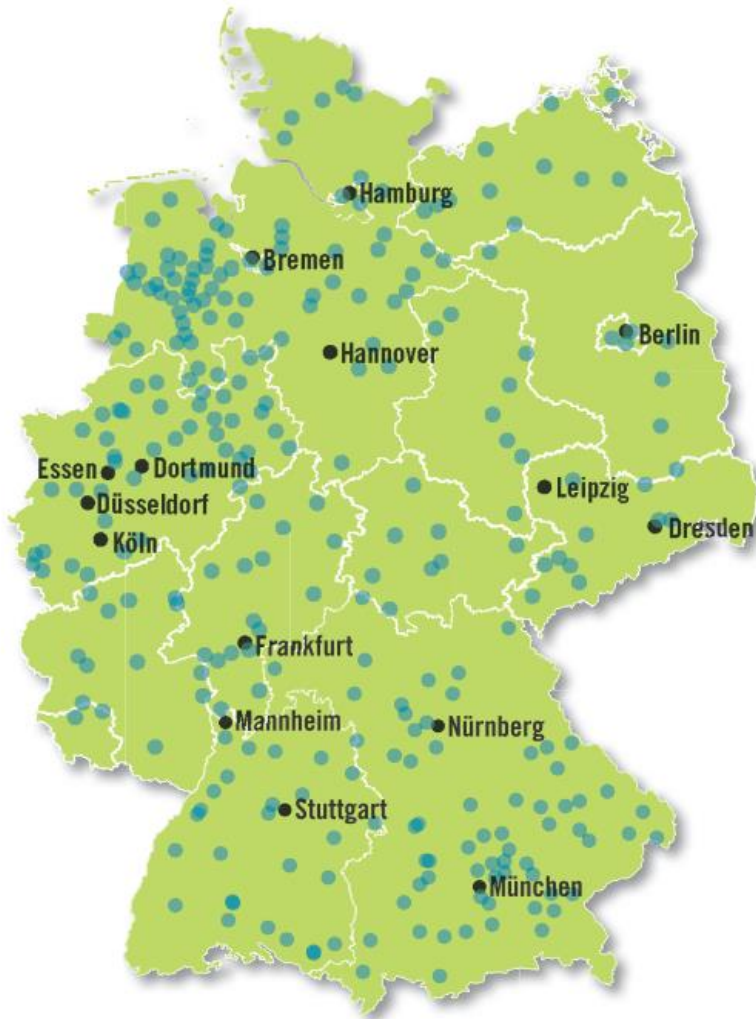 Hamburg
Bremen
Berlin
Hannover
Essen
Dortmund
Leipzig
Düsseldorf
Dresden
Köln
Frankfurt
Mannheim
Nürnberg
Stuttgart
München